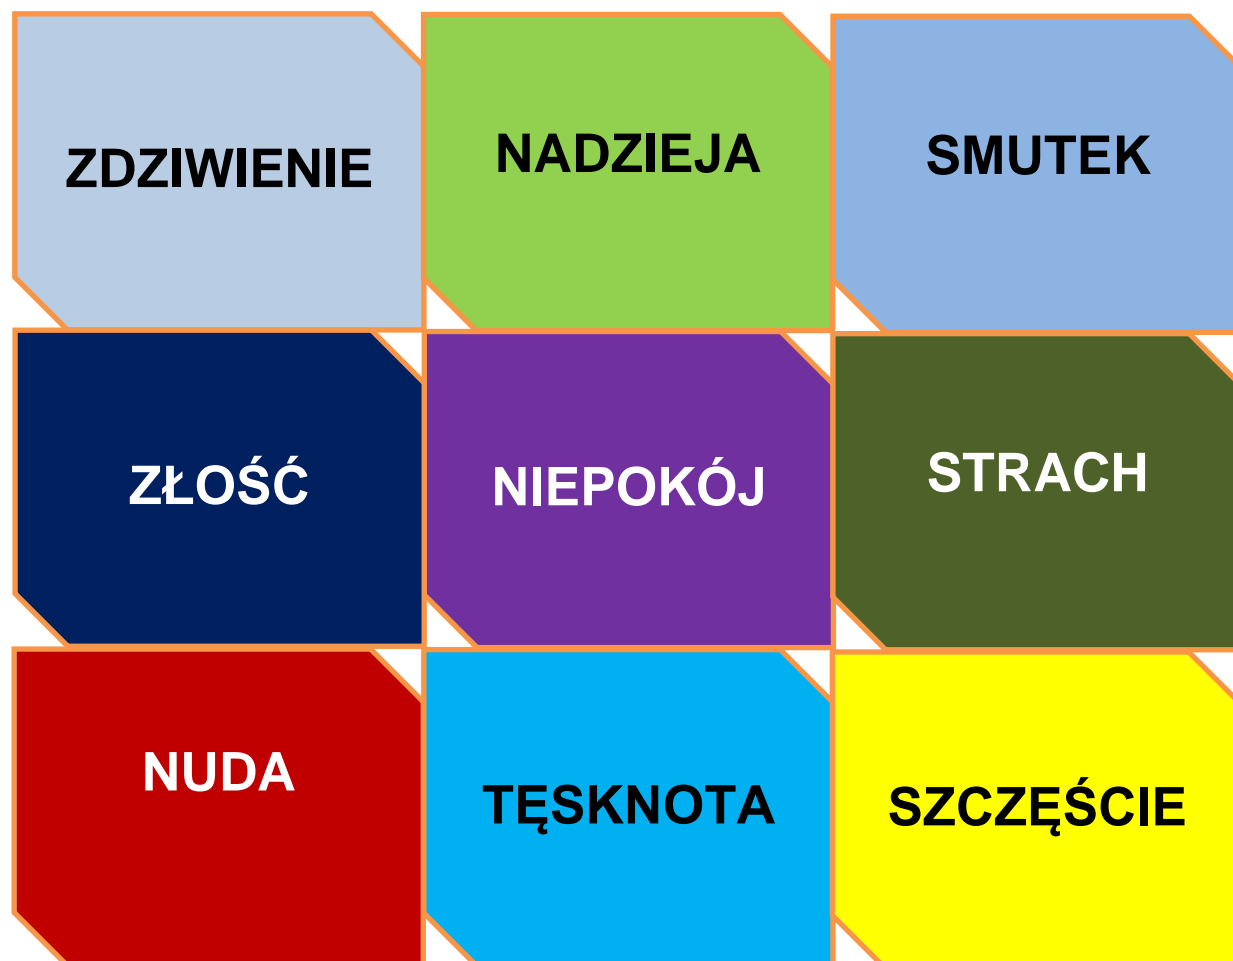 ZDZIWIENIE
NADZIEJA
SMUTEK
ZŁOŚĆ
NIEPOKÓJ
STRACH
NUDA
TĘSKNOTA
SZCZĘŚCIE